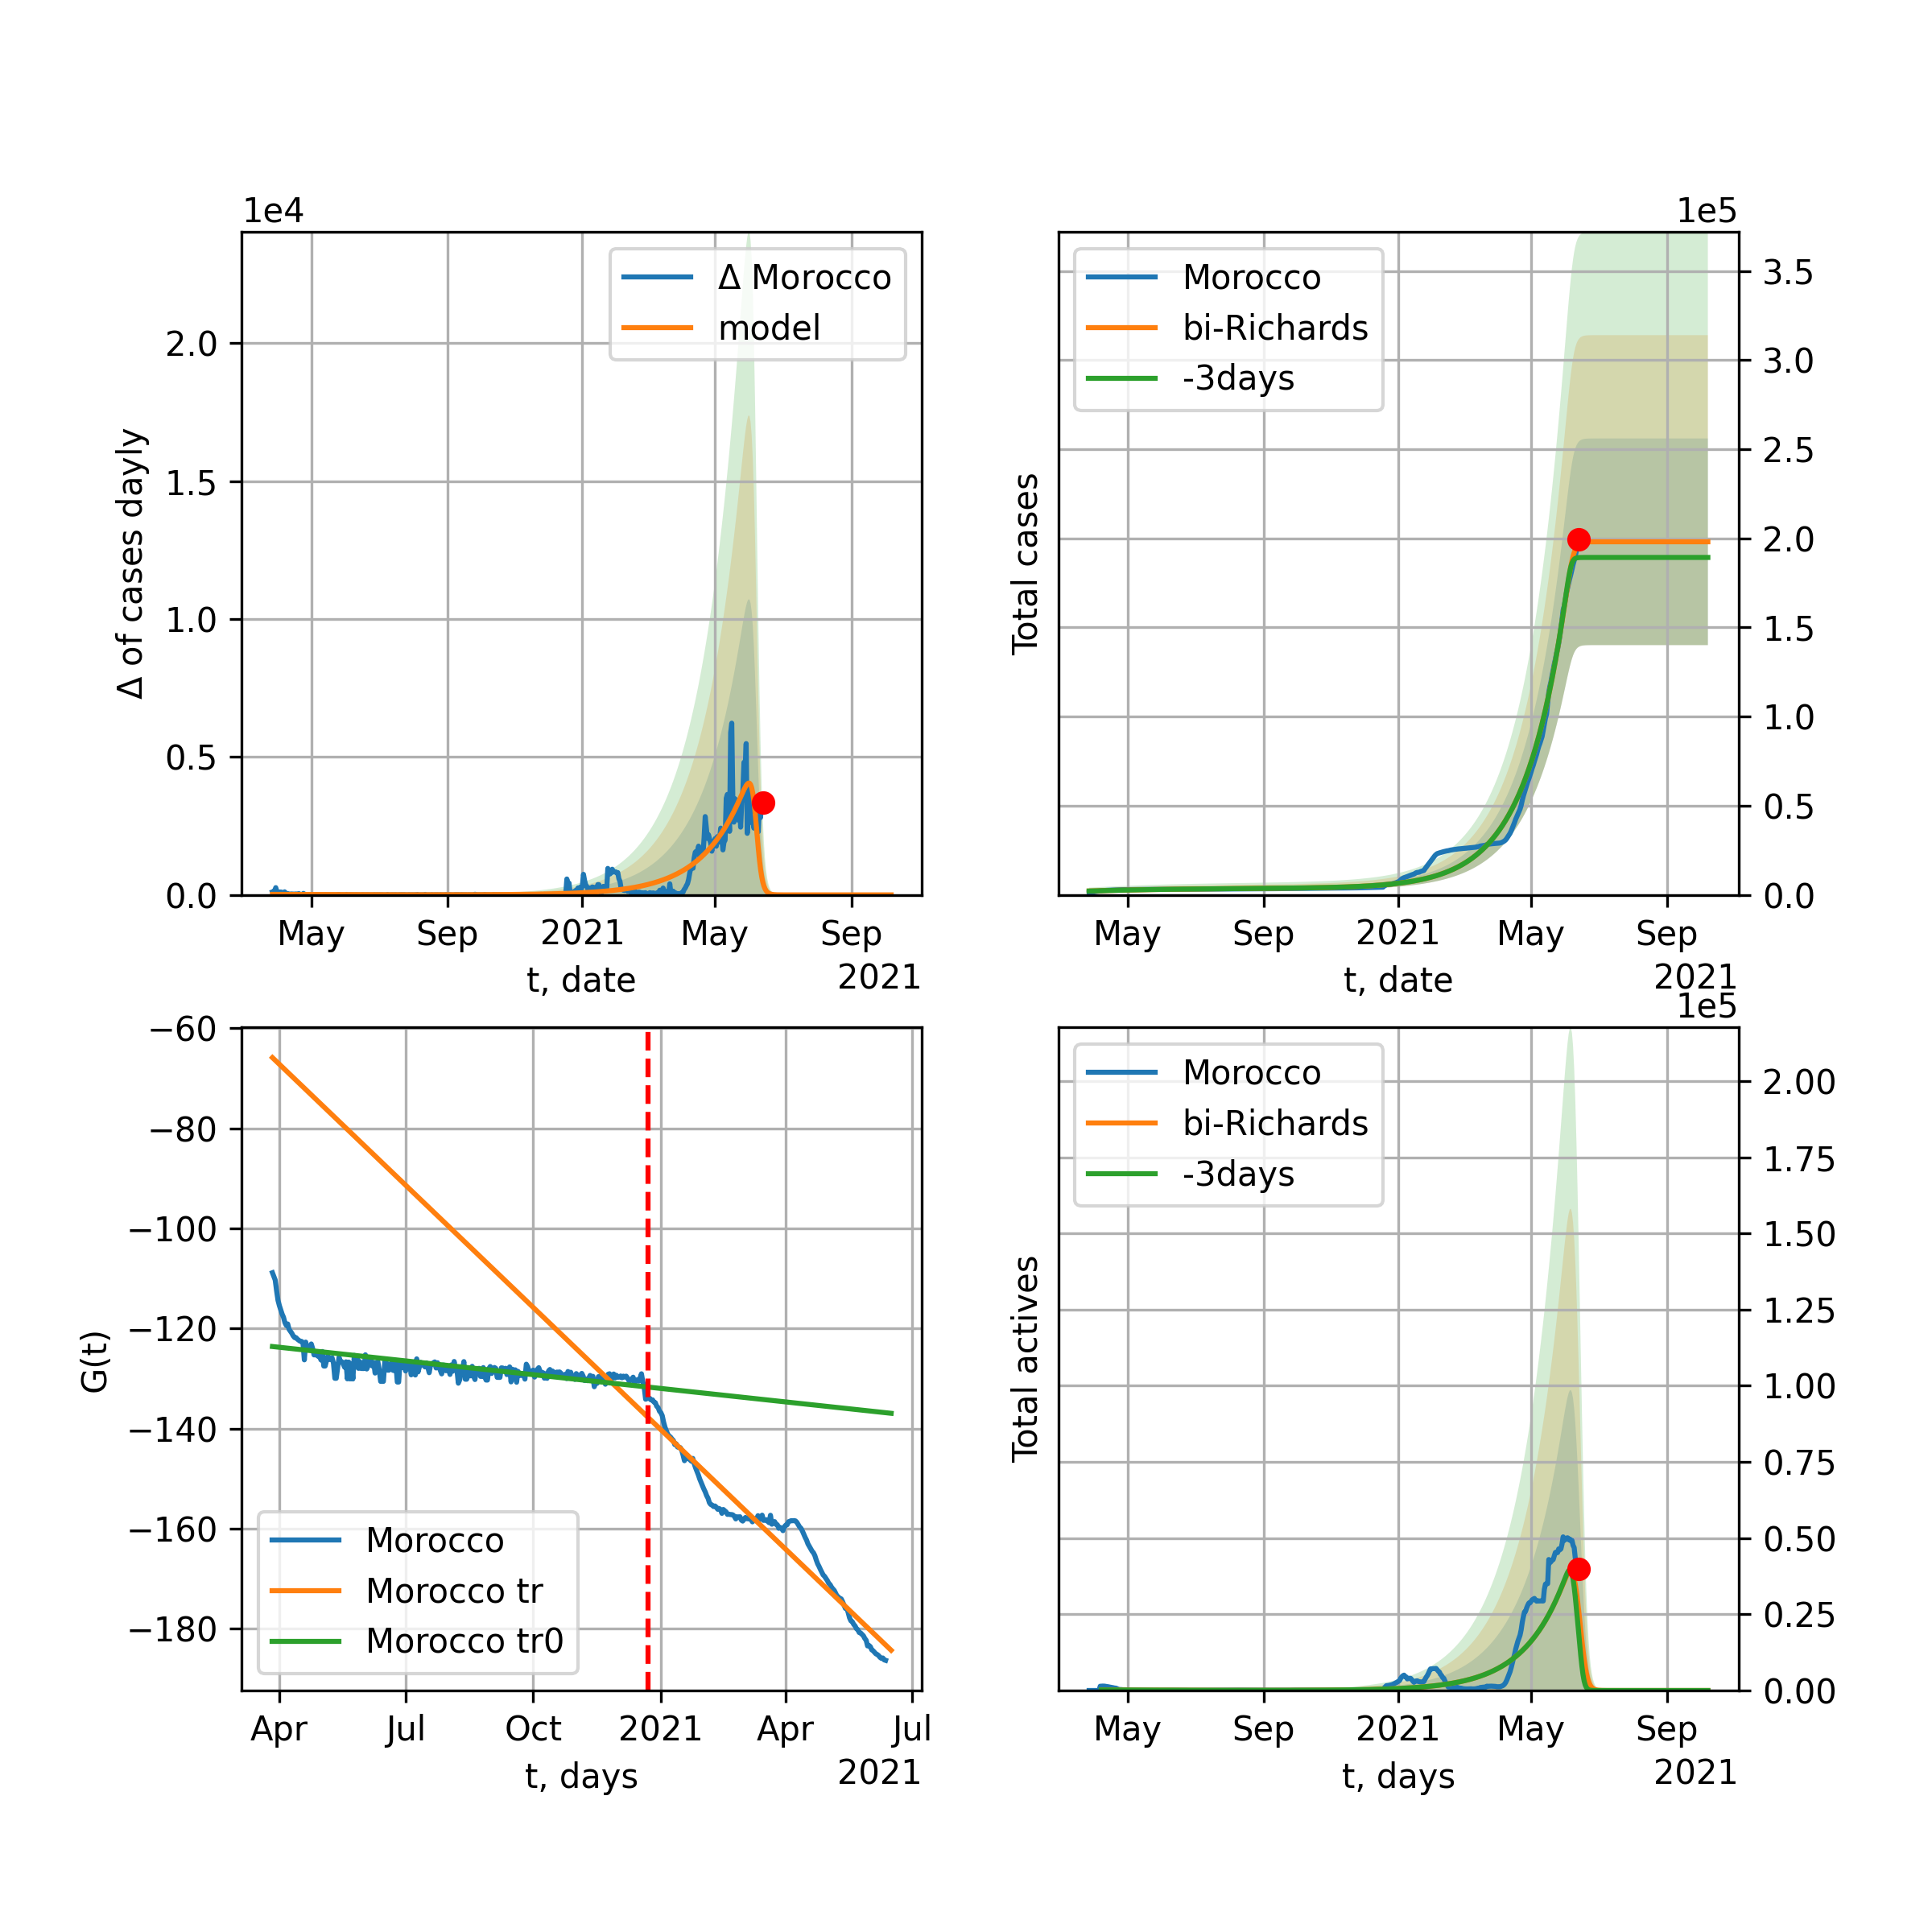 1e4
Δ Morocco
model
2.0
1.5
1.0
0.5
0.0
Δ of cases dayly
May Sep 2021 May Sep
t, date
2021
1e5
Morocco
bi-Richards
-3days
3.5
3.0
2.5
2.0
1.5
1.0
0.5
0.0
Total cases
May Sep 2021 May Sep
t, date
2021
−60
−80
−100
−120
−140
−160
−180
G(t)
Morocco
Morocco tr
Morocco tr0
Apr Jul Oct 2021 Apr Jul
t, days
2021
1e5
Morocco
bi-Richards
-3days
2.00
1.75
1.50
1.25
1.00
0.75
0.50
0.25
0.00
Total actives
May Sep 2021 May Sep
t, days
2021